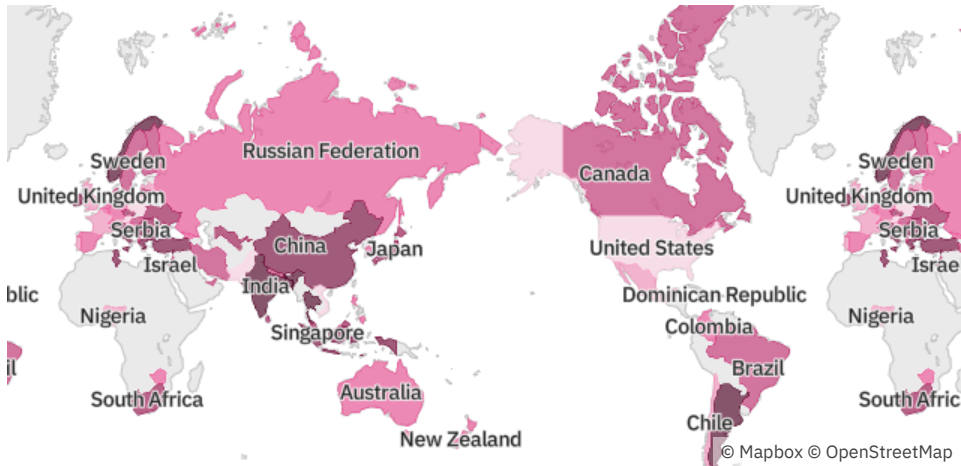 Sweden
Russian Federation
Canada
Sweden
United Kingdom
United Kingdom
Serbia
China
Japan
United States
Serbia
Israel
Israe
India
blic
Dominican Republic
Nigeria
Singapore
Colombia
Nigeria
il
Brazil
Australia
South Africa
South Afric
Chile
New Zealand
© Mapbox © OpenStreetMap